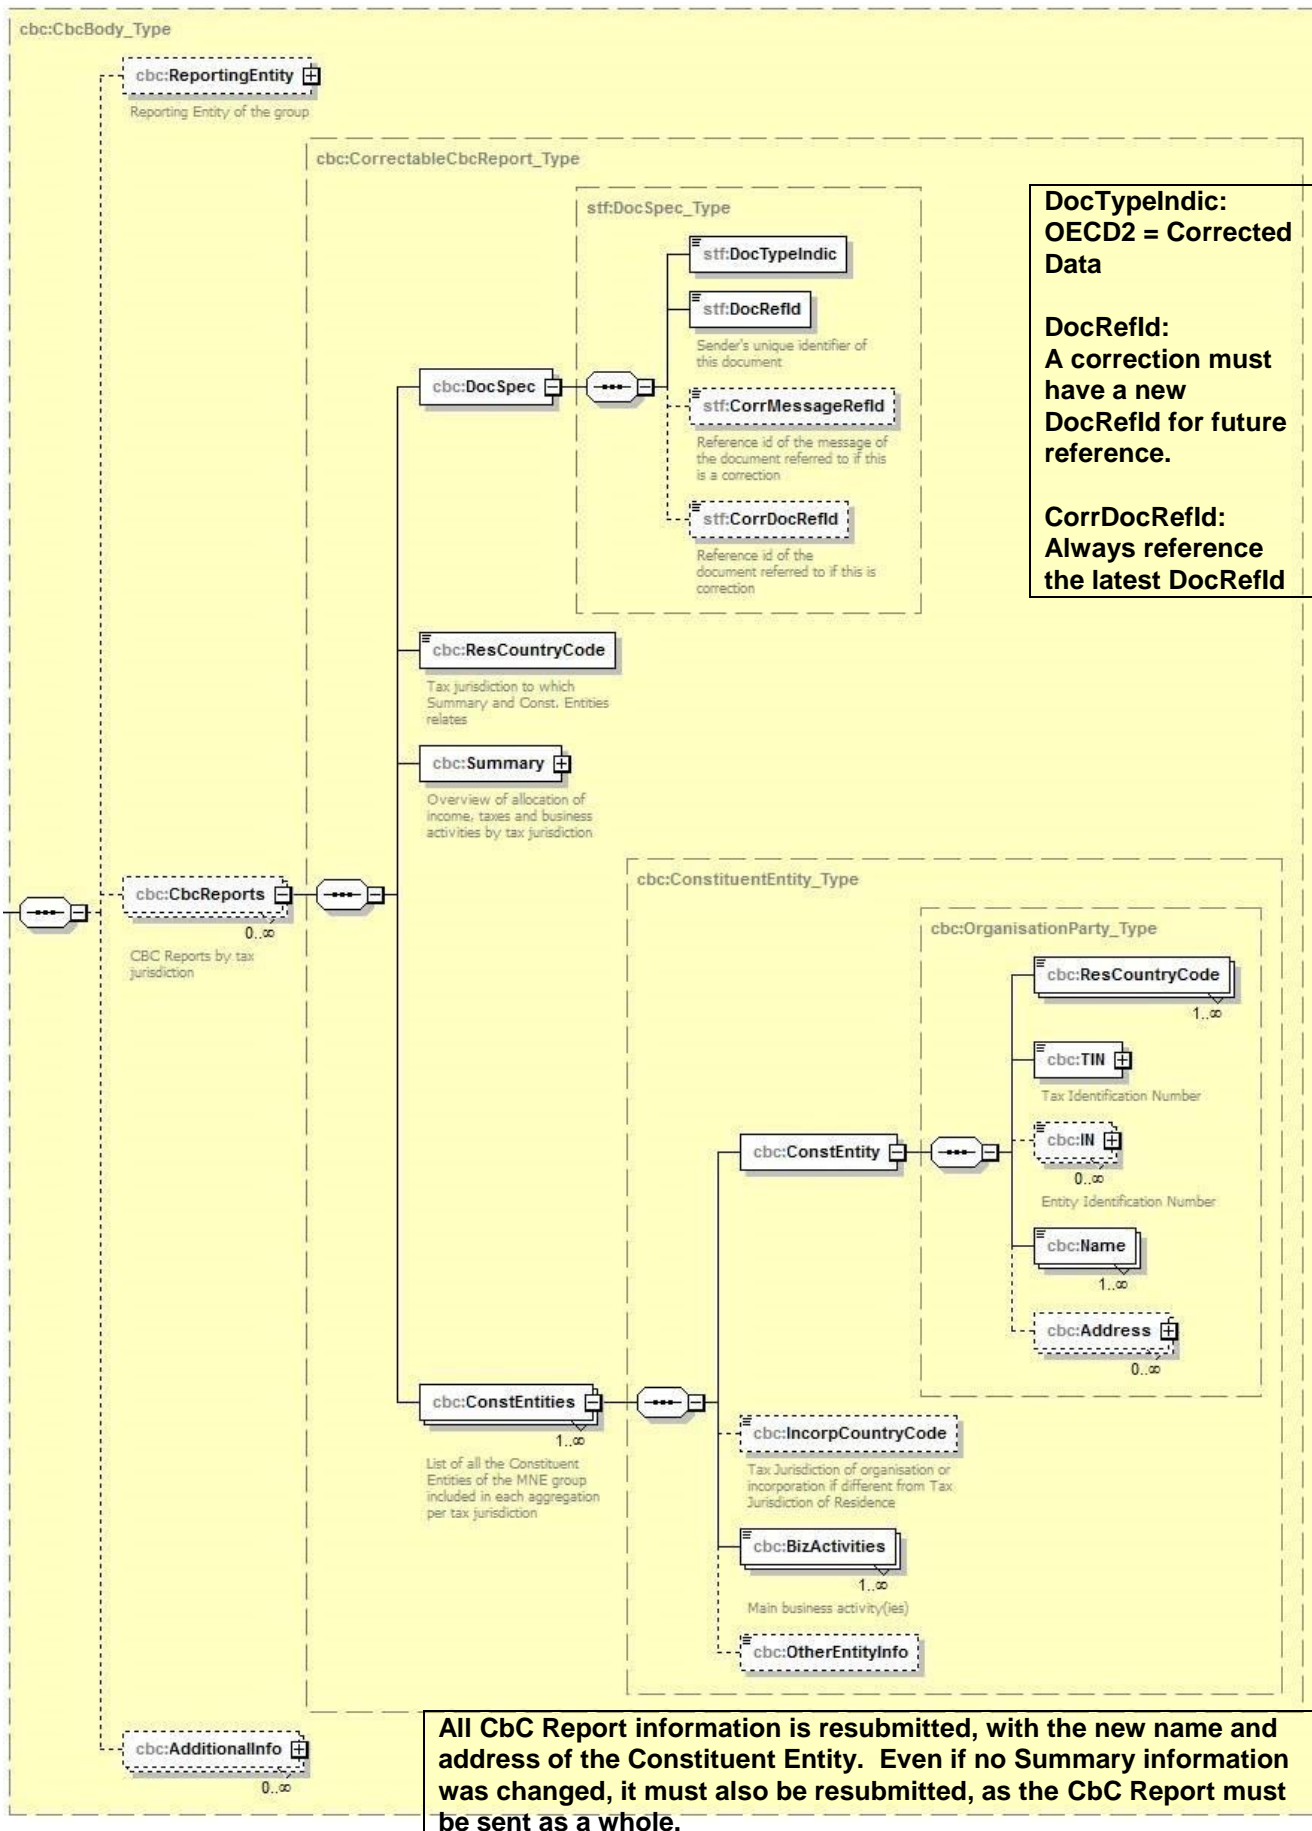 cbc:CbcBody_Type
cbc:ReportingEntity
Reporting Entity of the group
cbc:CorrectableCbcReport_Type
stf:DocSpec_Type
stf:DocTypeIndic
stf:DocRefId
Sender's unique identifier of
this document
cbc:DocSpec
stf:CorrMessageRefId
Reference id of the message of
the document referred to if this
is a correction
stf:CorrDocRefId
Reference id of the
document referred to if this is
correction
DocTypeIndic:
OECD2 = Corrected
Data
DocRefId:
A correction must
have a new
DocRefId for future
reference.
CorrDocRefId:
Always reference
the latest DocRefId
cbc:ResCountryCode
Tax jurisdiction to which
Summary and Const. Entities
relates
cbc:Summary
Overview of allocation of
income, taxes and business
activities by tax jurisdiction
cbc:CbcReports
0..∞
CBC Reports by tax
jurisdiction
cbc:ConstituentEntity_Type
cbc:OrganisationParty_Type
cbc:ResCountryCode
1..∞
cbc:TIN
Tax Identification Number
cbc:IN
0..∞
Entity Identification Number
cbc:ConstEntity
cbc:Name
1..∞
cbc:Address
0..∞
cbc:ConstEntities
1..∞
List of all the Constituent
Entities of the MNE group
included in each aggregation
per tax jurisdiction
cbc:IncorpCountryCode
Tax Jurisdiction of organisation or
incorporation if different from Tax
Jurisdiction of Residence
cbc:BizActivities
1..∞
Main business activity(ies)
cbc:OtherEntityInfo
cbc:AdditionalInfo
0..∞
All CbC Report information is resubmitted, with the new name and
address of the Constituent Entity. Even if no Summary information
was changed, it must also be resubmitted, as the CbC Report must
be sent as a whole.